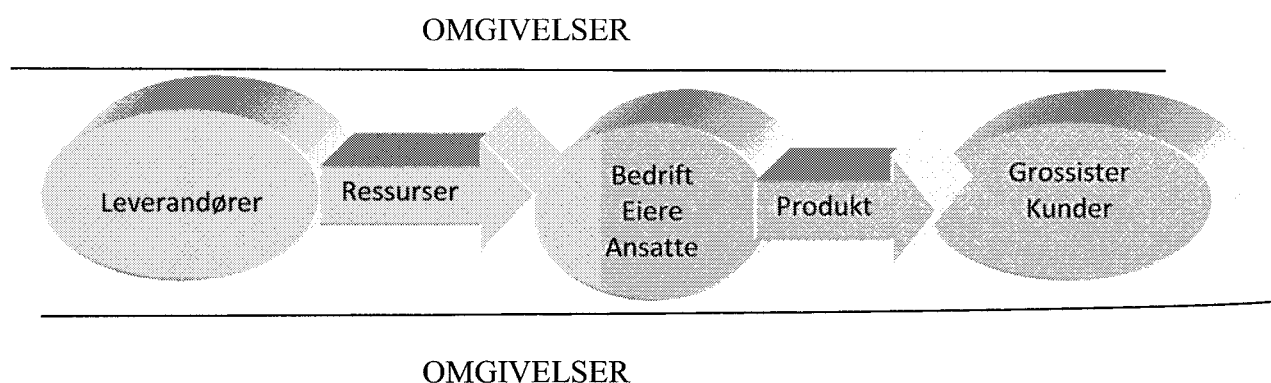 OMGIVELSER
Leverandører
Ressurser
Bedrift
Eiere
Ansatte
Produkt
Grossister
Kunder
OMGIVELSER